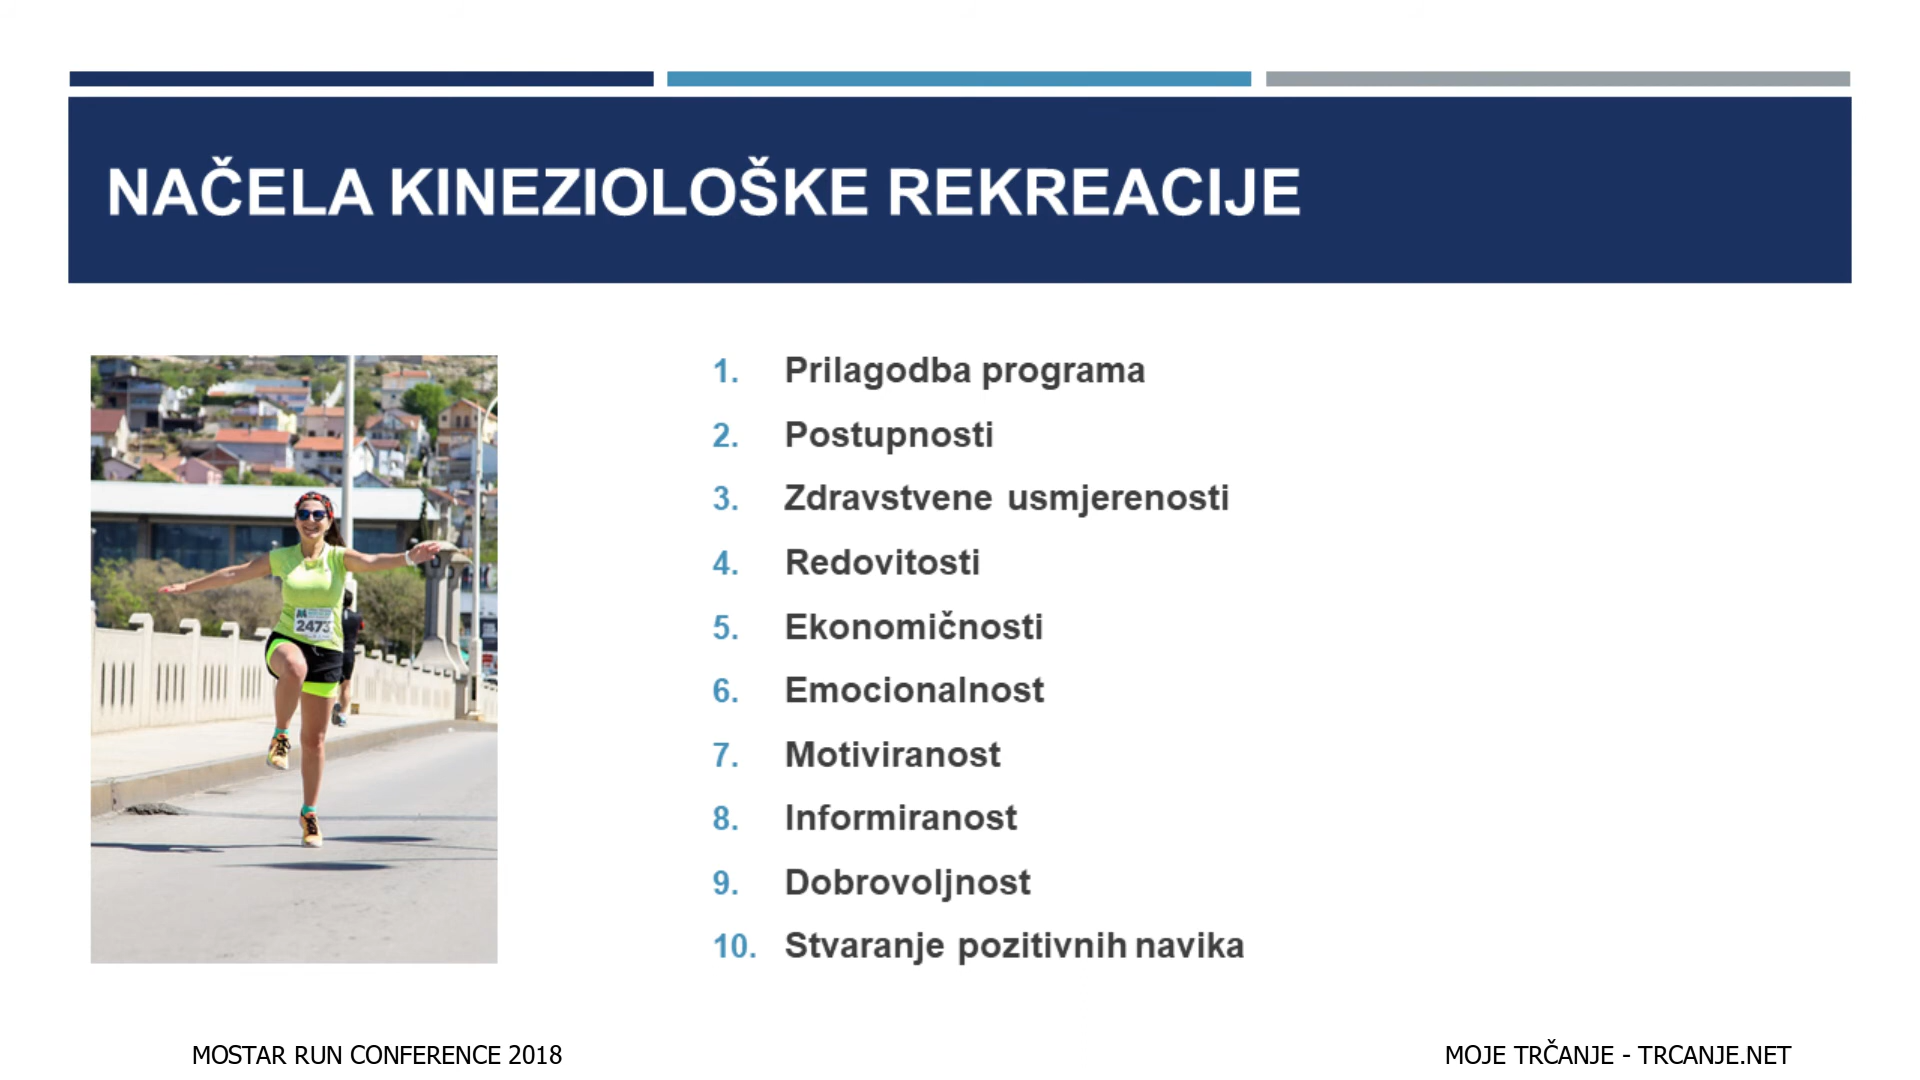 NAČELA KINEZIOLOŠKE REKREACIJE
1. Prilagodba programa
2. Postupnosti
3. Zdravstvene usmjerenosti
4. Redovitosti
5. Ekonomičnosti
6. Emocionalnost
7. Motiviranost
8. Informiranost
9. Dobrovoljnost
10. Stvaranje pozitivnih navika
2473
MOSTAR RUN CONFERENCE 2018
MOJE TRČANJE - TRCANJE.NET